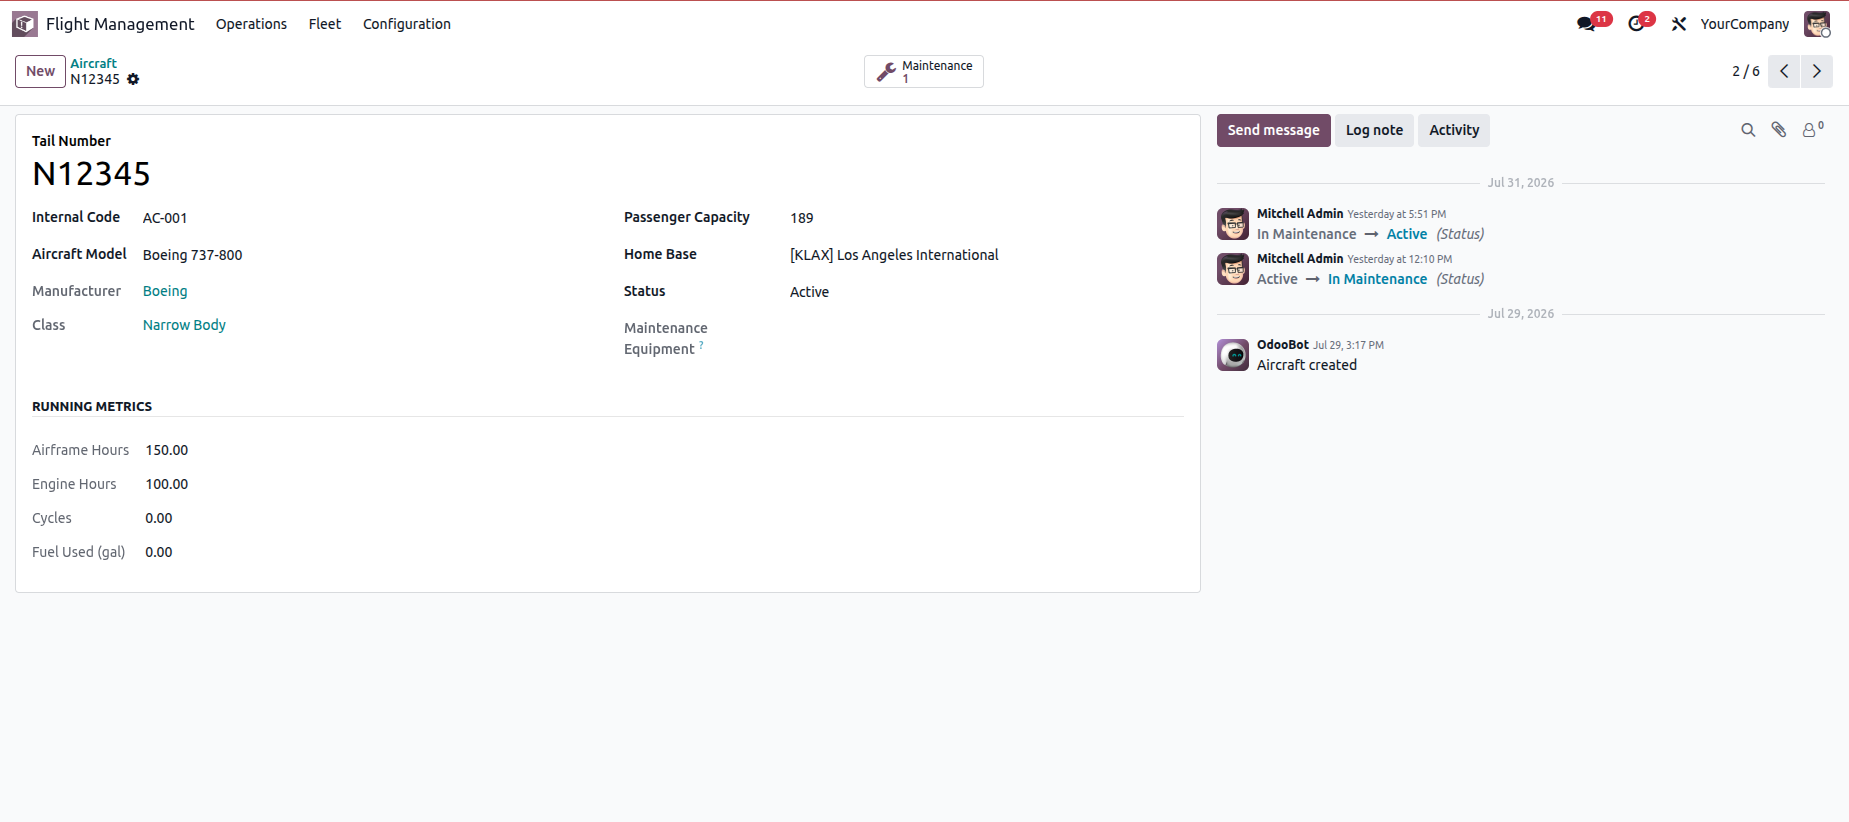 Flight Management Operations Fleet Configuration 11 2 YourCompany
New Aircraft
N12345
Maintenance
1
2 / 6
Tail Number
N12345
Internal Code AC-001
Aircraft Model Boeing 737-800
Manufacturer Boeing
Class Narrow Body
Passenger Capacity 189
Home Base [KLAX] Los Angeles International
Status Active
Maintenance
Equipment ?
RUNNING METRICS
Airframe Hours 150.00
Engine Hours 100.00
Cycles 0.00
Fuel Used (gal) 0.00
Send message Log note Activity 0
Jul 31, 2026
Mitchell Admin Yesterday at 5:51 PM
In Maintenance → Active (Status)
Mitchell Admin Yesterday at 12:10 PM
Active → In Maintenance (Status)
Jul 29, 2026
OdooBot Jul 29, 3:17 PM
Aircraft created